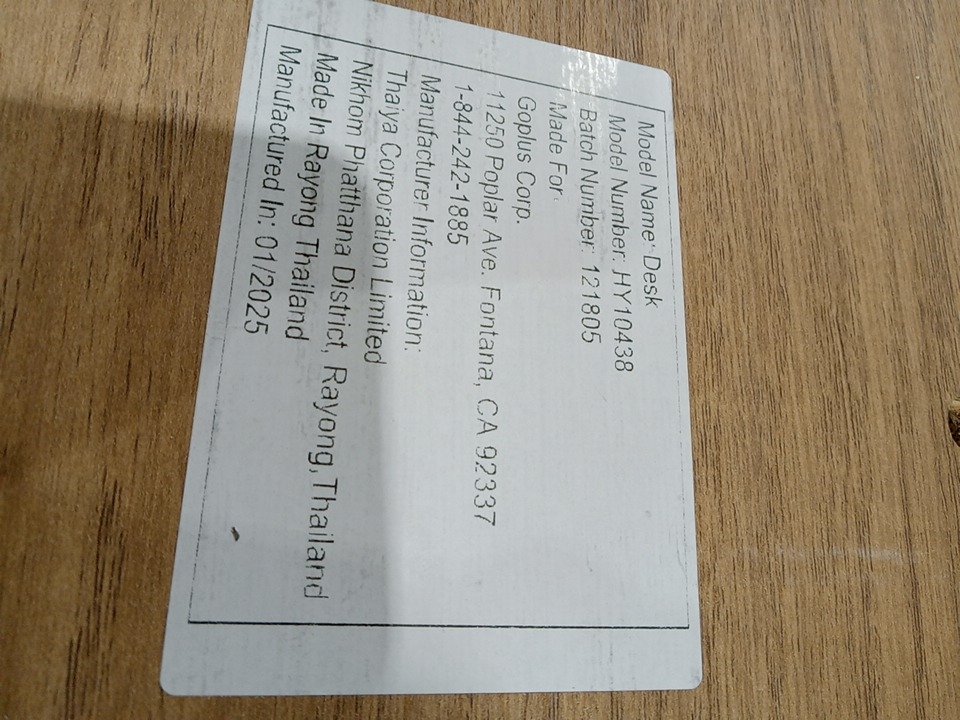 Model Name: Desk
Model Number: HY10438
Batch Number: 121805
Made For:
Goplus Corp.
11250 Poplar Ave. Fontana, CA 92337
1-844-242-1885
Manufacturer Information:
Thaiya Corporation Limited
Nikhom Phatthana District, Rayong,Thailand
Made In Rayong Thailand
Manufactured In: 01/2025